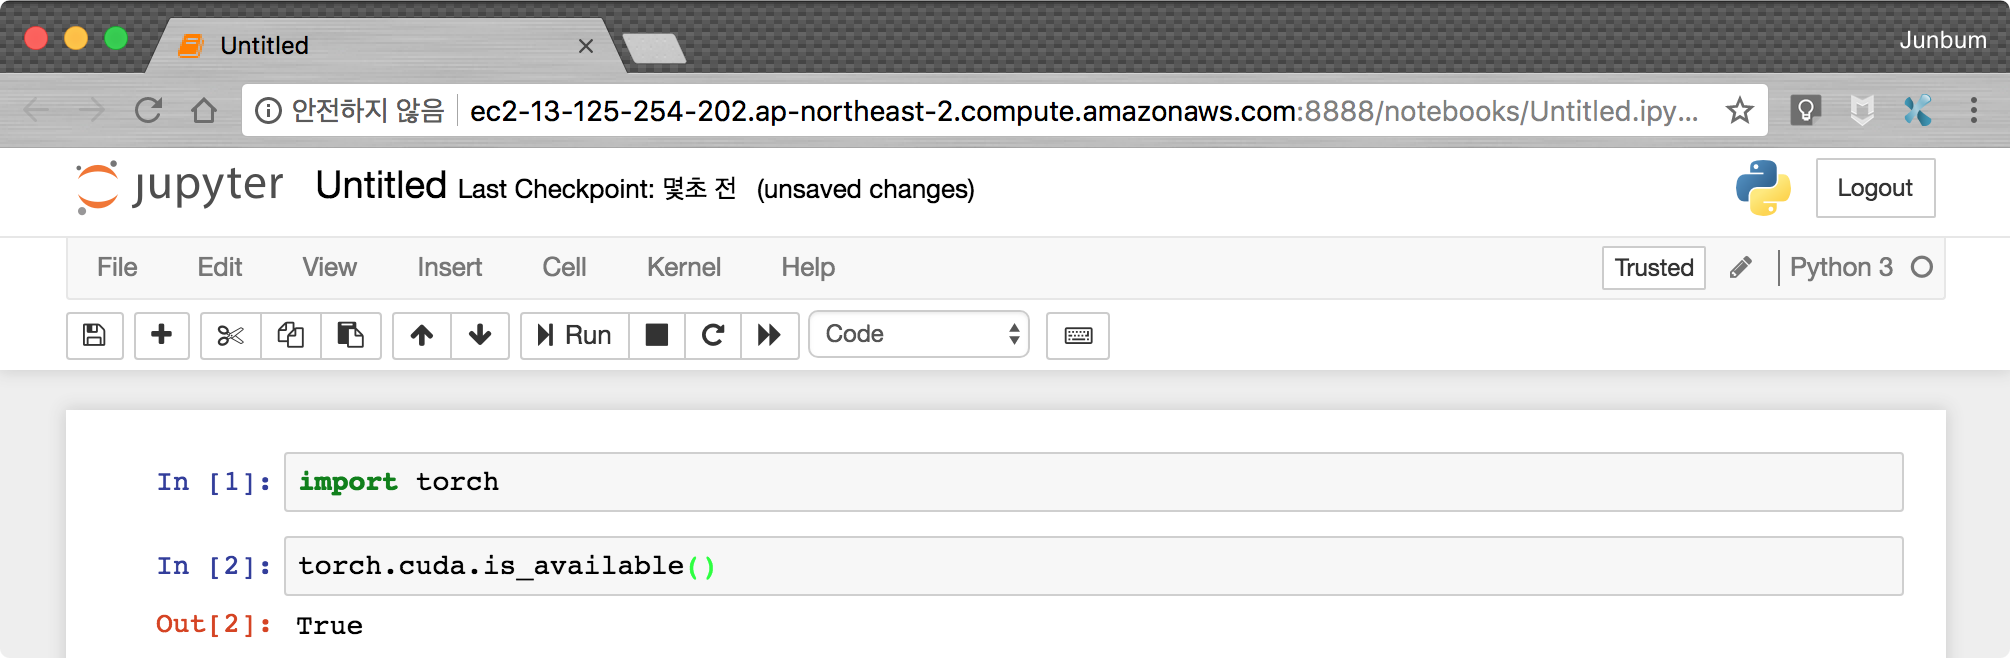 Untitled
Junbum
안전하지 않음 ec2-13-125-254-202.ap-northeast-2.compute.amazonaws.com:8888/notebooks/Untitled.ipy...
jupyter Untitled Last Checkpoint: 몇초 전 (unsaved changes)
Logout
File Edit View Insert Cell Kernel Help
Trusted Python 3
Run Code
In [1]: import torch
In [2]: torch.cuda.is_available()
Out[2]: True